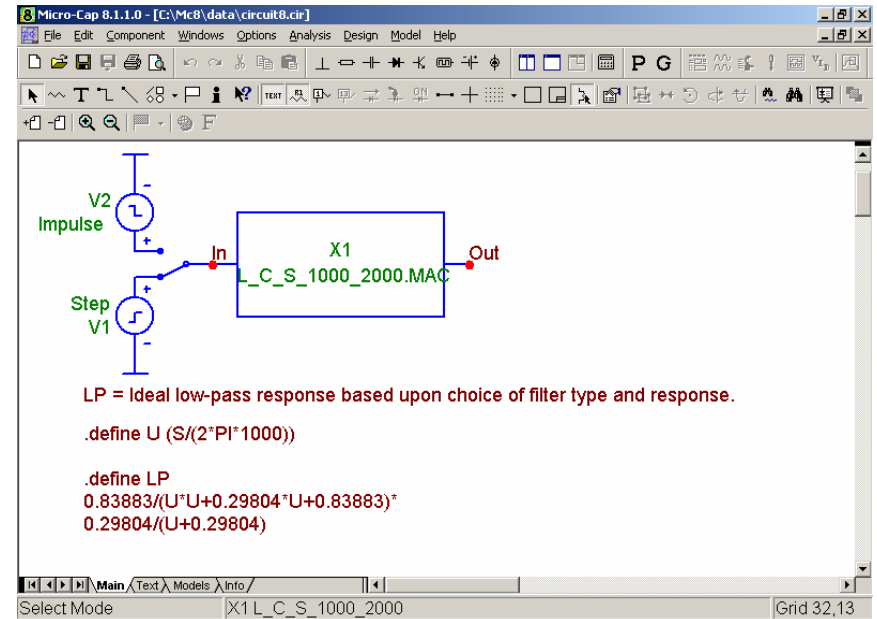 Micro-Cap 8.1.1.0 - [C:\Mc8\data\circuit8.cir]
File Edit Component Windows Options Analysis Design Model Help
P G
T TEXT R1
F
V2
Impulse
+
-
In
X1
L_C_S_1000_2000.MAC
Out
Step
V1
+
-
LP = Ideal low-pass response based upon choice of filter type and response.
.define U (S/(2*PI*1000))
.define LP
0.83883/(U*U+0.29804*U+0.83883)*
0.29804/(U+0.29804)
Main Text Models Info
Select Mode X1 L_C_S_1000_2000 Grid 32,13